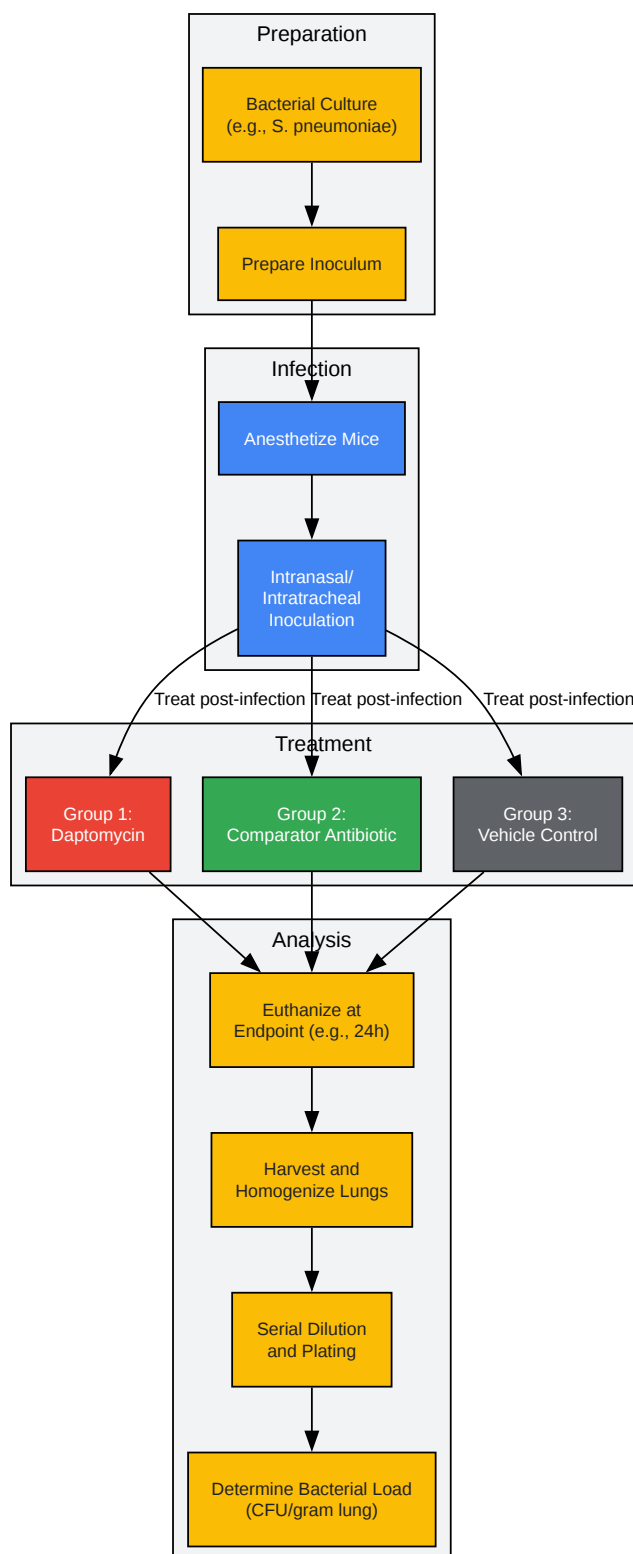 Preparation
Bacterial Culture
(e.g., S. pneumoniae)
Prepare Inoculum
Infection
Anesthetize Mice
Intranasal/
Intratracheal
Inoculation
Treat post-infection
Treat post-infection
Treat post-infection
Treatment
Group 1:
Daptomycin
Group 2:
Comparator Antibiotic
Group 3:
Vehicle Control
Analysis
Euthanize at
Endpoint (e.g., 24h)
Harvest and
Homogenize Lungs
Serial Dilution
and Plating
Determine Bacterial Load
(CFU/gram lung)